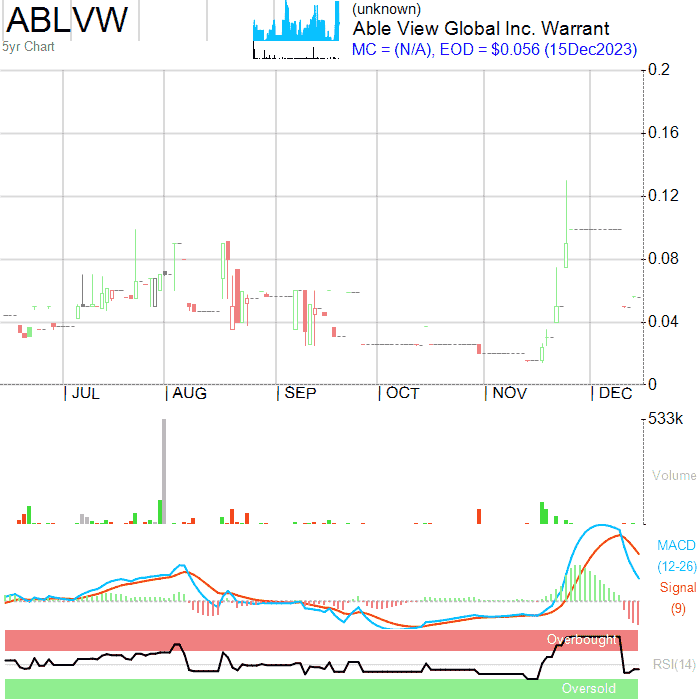 ABLVW
5yr Chart
(unknown)
Able View Global Inc. Warrant
MC = (N/A), EOD = $0.056 (15Dec2023)
0.2
0.16
0.12
0.08
0.04
0
JUL AUG SEP OCT NOV DEC
533k
Volume
MACD
(12-26)
Signal
(9)
Overbought
RSI(14)
Oversold